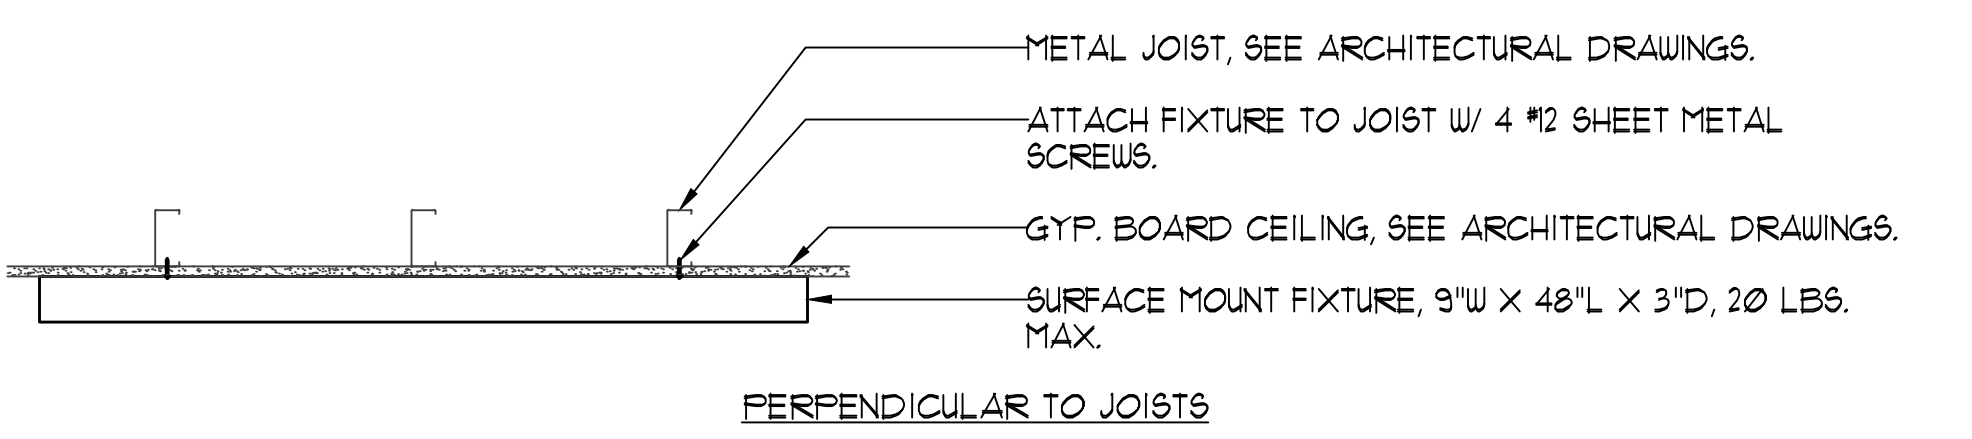 METAL JOIST, SEE ARCHITECTURAL DRAWINGS.
ATTACH FIXTURE TO JOIST W/ 4 #12 SHEET METAL
SCREWS.
GYP. BOARD CEILING, SEE ARCHITECTURAL DRAWINGS.
SURFACE MOUNT FIXTURE, 9"W X 48"L X 3"D, 20 LBS.
MAX.
PERPENDICULAR TO JOISTS